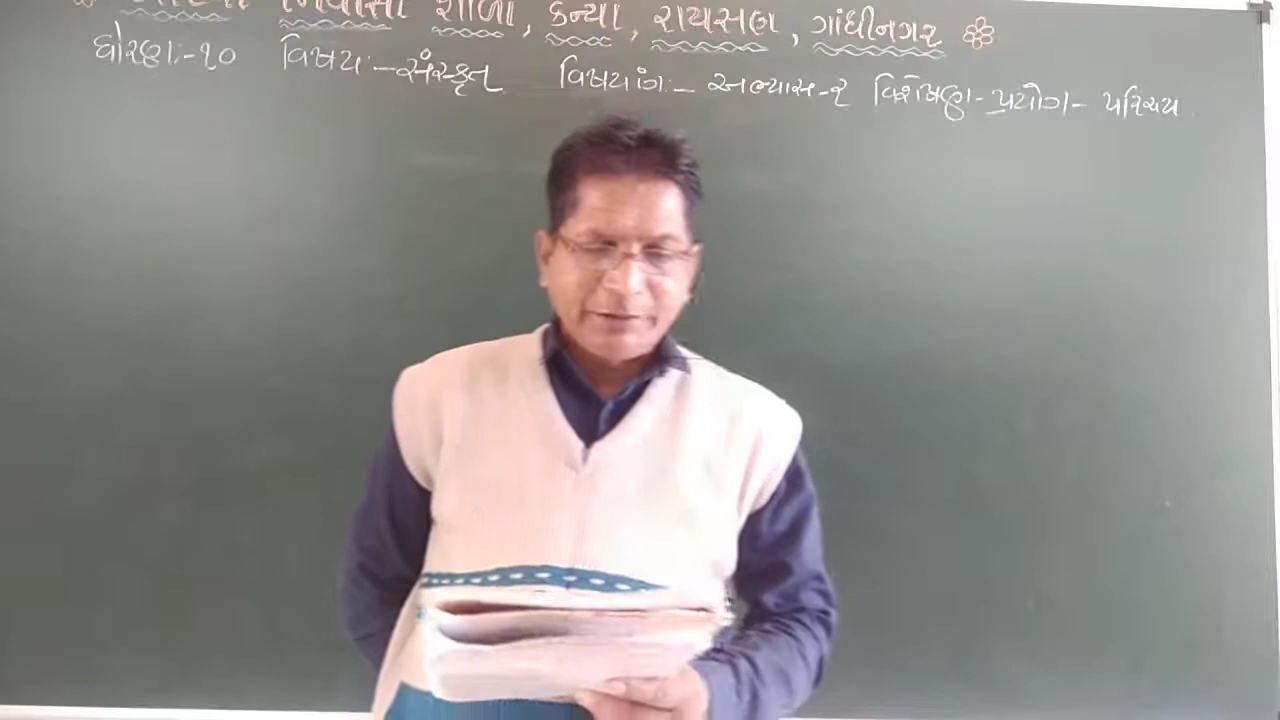 નિવાસી શાળા, કન્યા, રાયસણ, ગાંધીનગર
ધોરણ:-૧૦ વિષય:-સંસ્કૃત વિષયાંગ:- અભ્યાસ-૨ વિશેષણ-પ્રયોગ- પરિચય